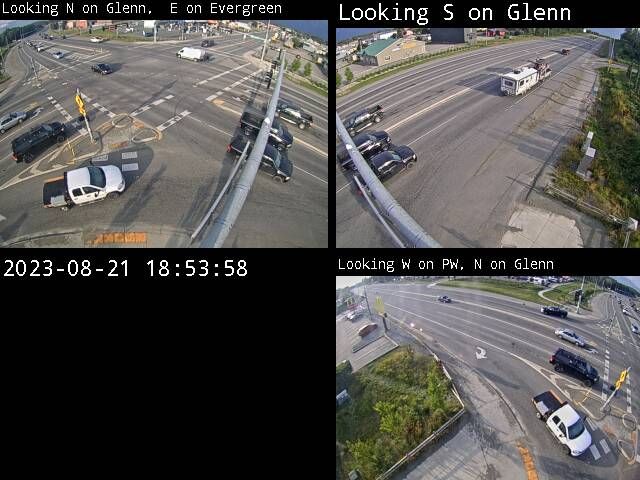 Looking N on Glenn,  E on Evergreen
Looking S on Glenn
2023-08-21 18:53:58
Looking W on PW, N on Glenn